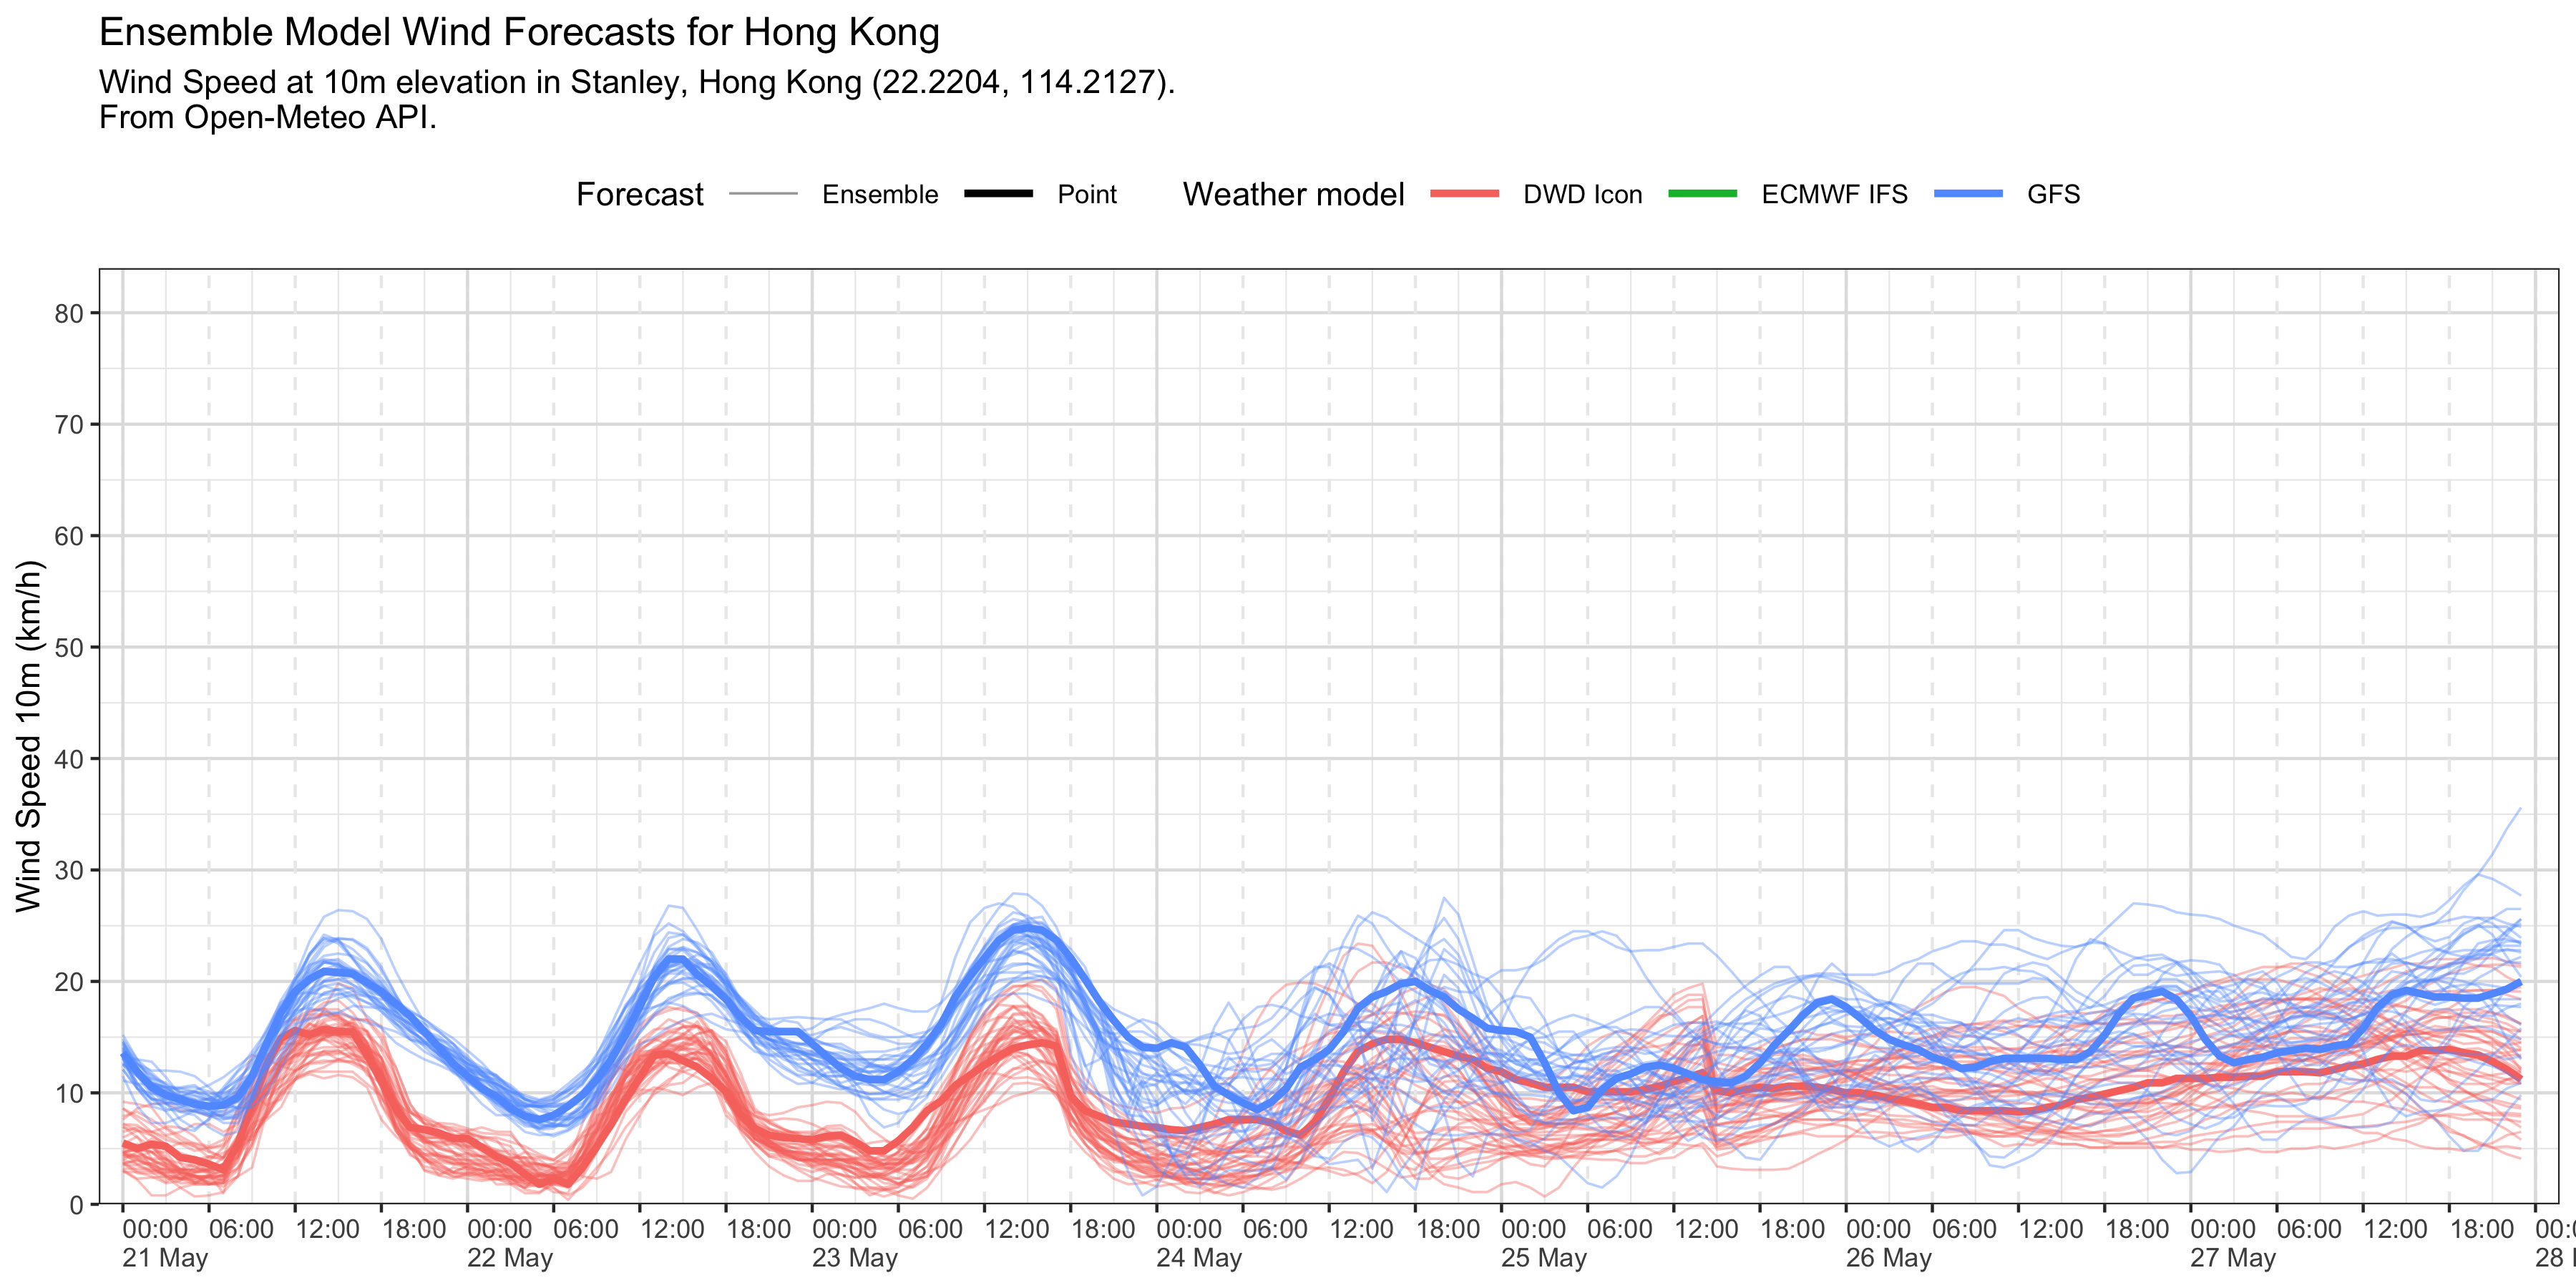 Ensemble Model Wind Forecasts for Hong Kong
Wind Speed at 10m elevation in Stanley, Hong Kong (22.2204, 114.2127).
From Open-Meteo API.
Forecast Ensemble Point Weather model DWD Icon ECMWF IFS GFS
Wind Speed 10m (km/h)
80
70
60
50
40
30
20
10
0
00:00 06:00 12:00 18:00 00:00 06:00 12:00 18:00 00:00 06:00 12:00 18:00 00:00 06:00 12:00 18:00 00:00 06:00 12:00 18:00 00:00 06:00 12:00 18:00 00:00 06:00 12:00 18:00
21 May 22 May 23 May 24 May 25 May 26 May 27 May 28